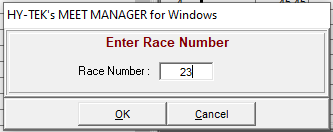 HY-TEK's MEET MANAGER for Windows
Enter Race Number
Race Number : 23
OK Cancel